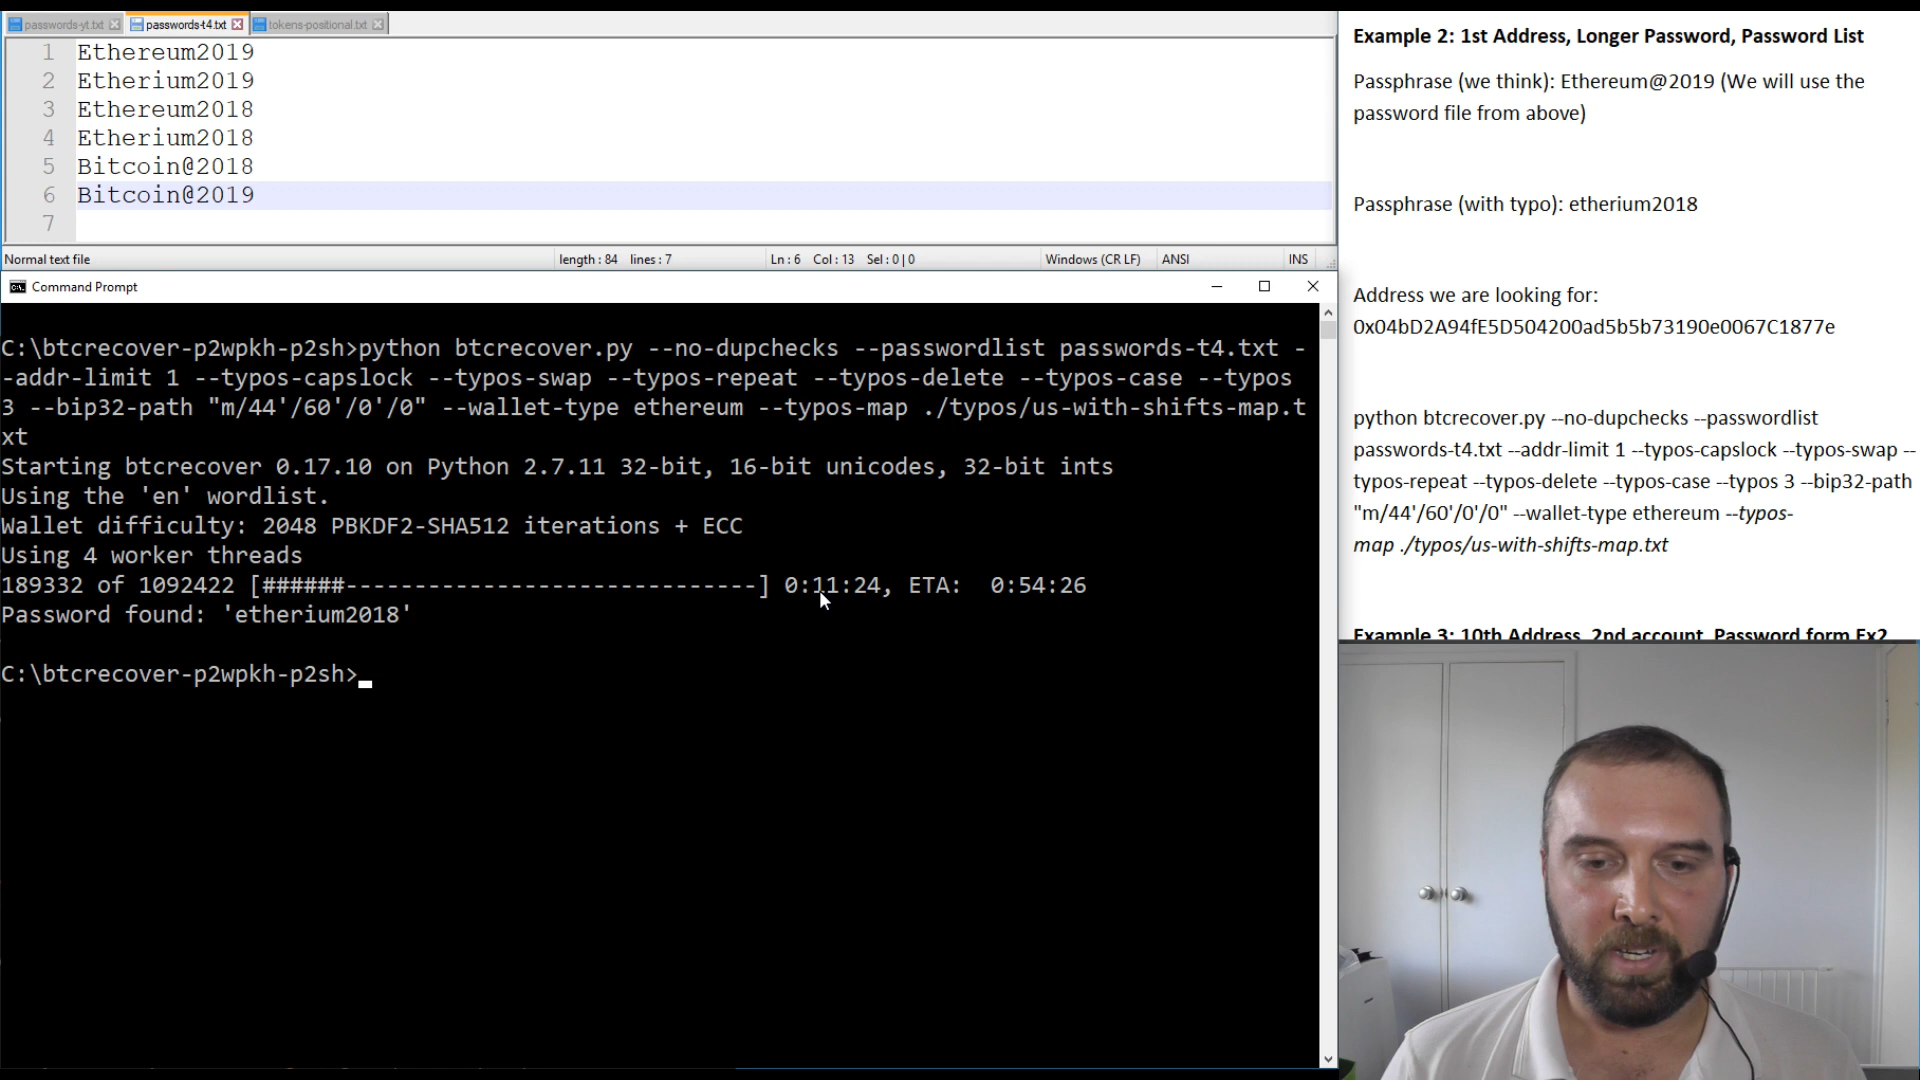 passwords-yt.txt passwords-t4.txt tokens-positional.txt
1 Ethereum2019
2 Etherium2019
3 Ethereum2018
4 Etherium2018
5 Bitcoin@2018
6 Bitcoin@2019
7
Normal text file length : 84 lines : 7 Ln : 6 Col : 13 Sel : 0 | 0 Windows (CR LF) ANSI INS
Command Prompt
C:\btcrecover-p2wpkh-p2sh>python btcrecover.py --no-dupchecks --passwordlist passwords-t4.txt -
-addr-limit 1 --typos-capslock --typos-swap --typos-repeat --typos-delete --typos-case --typos
3 --bip32-path "m/44'/60'/0'/0" --wallet-type ethereum --typos-map ./typos/us-with-shifts-map.t
xt
Starting btcrecover 0.17.10 on Python 2.7.11 32-bit, 16-bit unicodes, 32-bit ints
Using the 'en' wordlist.
Wallet difficulty: 2048 PBKDF2-SHA512 iterations + ECC
Using 4 worker threads
189332 of 1092422 [######------------------------------] 0:11:24, ETA:  0:54:26
Password found: 'etherium2018'
C:\btcrecover-p2wpkh-p2sh>
Example 2: 1st Address, Longer Password, Password List
Passphrase (we think): Ethereum@2019 (We will use the
password file from above)
Passphrase (with typo): etherium2018
Address we are looking for:
0x04bD2A94fE5D504200ad5b5b73190e0067C1877e
python btcrecover.py --no-dupchecks --passwordlist
passwords-t4.txt --addr-limit 1 --typos-capslock --typos-swap --
typos-repeat --typos-delete --typos-case --typos 3 --bip32-path
"m/44'/60'/0'/0" --wallet-type ethereum --typos-
map ./typos/us-with-shifts-map.txt
Example 3: 10th Address, 2nd account, Password form Ex2